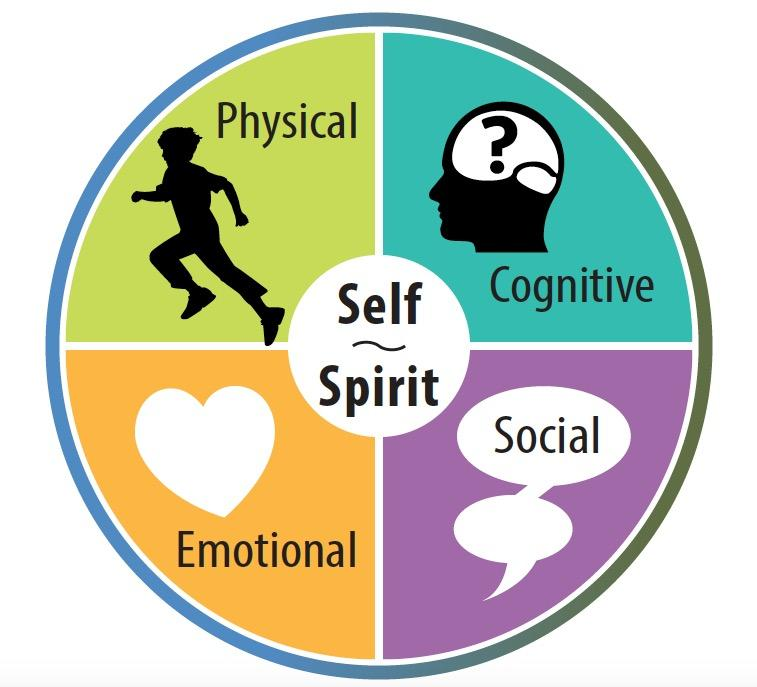 Physical
?
Cognitive
Self
Spirit
Emotional
Social